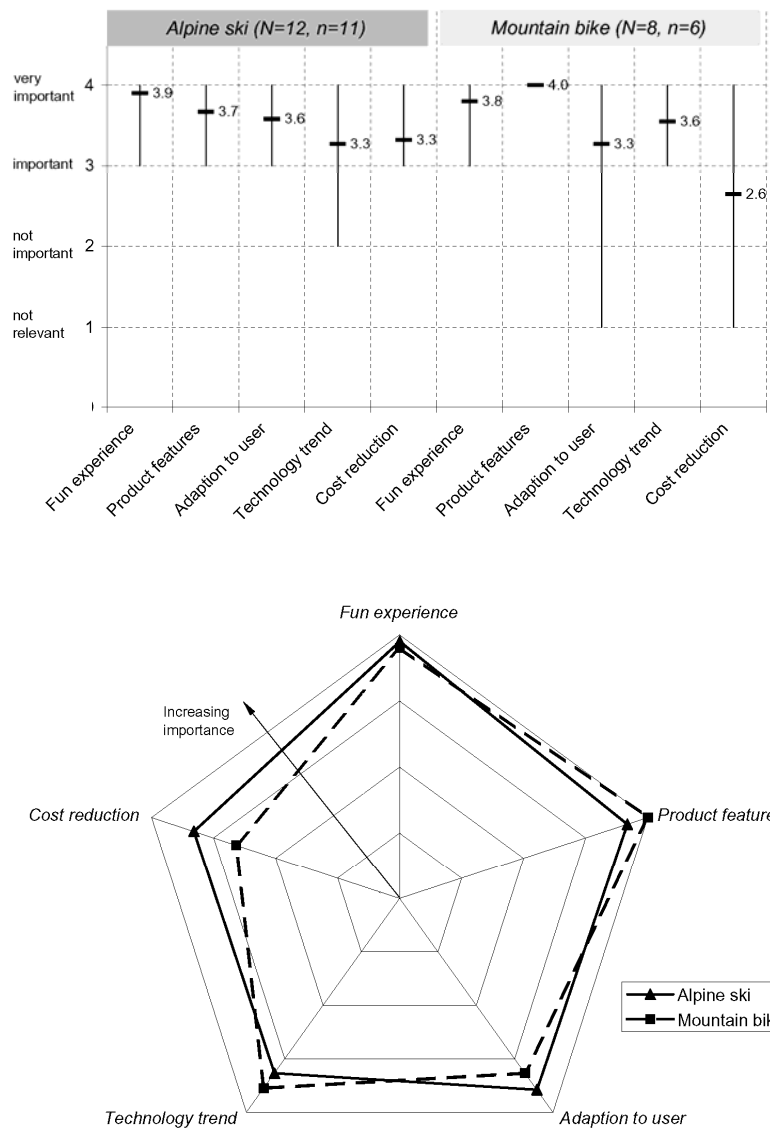 Alpine ski (N=12, n=11)
Mountain bike (N=8, n=6)
very
important
4
important
3
not
important
2
not
relevant
1
3.9
3.7
3.6
3.3
3.3
3.8
4.0
3.3
3.6
2.6
Fun experience
Product features
Adaption to user
Technology trend
Cost reduction
Fun experience
Product features
Adaption to user
Technology trend
Cost reduction
Fun experience
Increasing
importance
Cost reduction
Product feature
Alpine ski
Mountain bik
Technology trend
Adaption to user